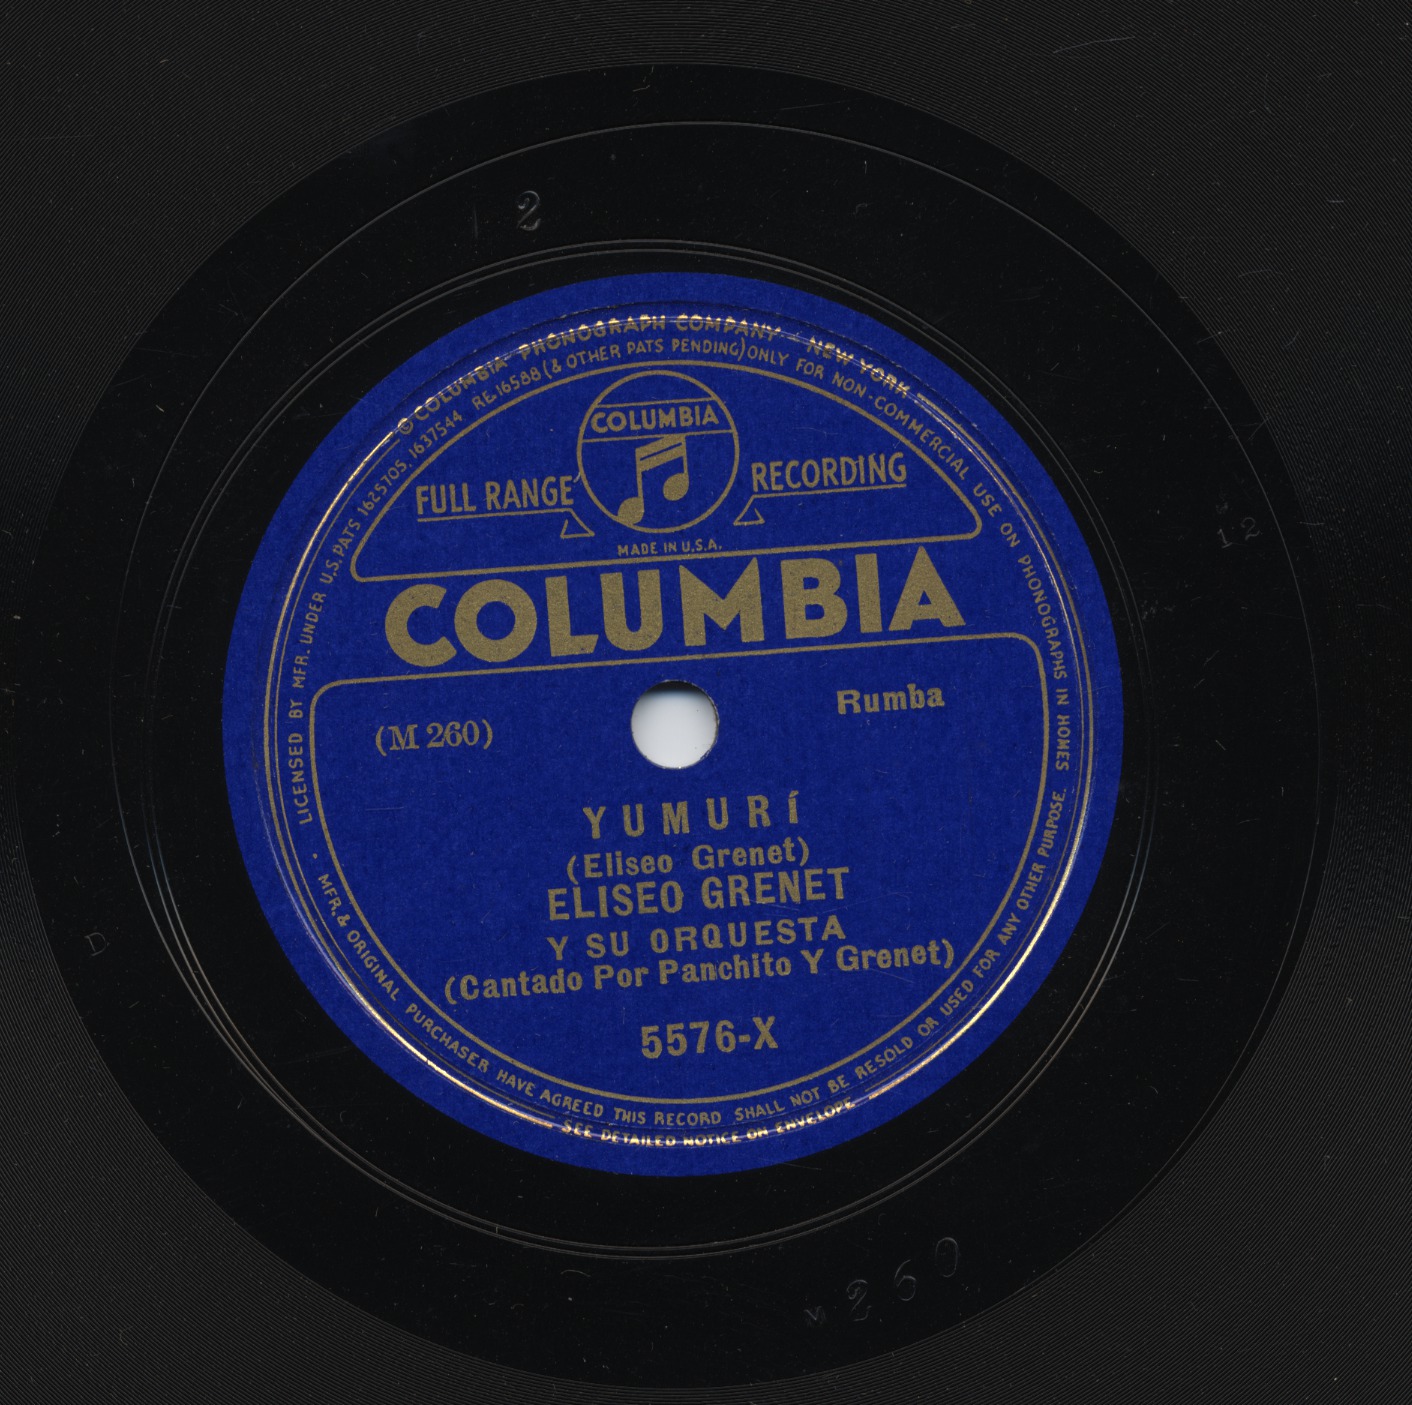 © COLUMBIA PHONOGRAPH COMPANY - NEW YORK
LICENSED BY MFR. UNDER U.S. PATS 1625705, 1637544 RE.16588 (& OTHER PATS PENDING) ONLY FOR NON-COMMERCIAL USE ON PHONOGRAPHS IN HOMES
COLUMBIA
FULL RANGE RECORDING
MADE IN U.S.A.
COLUMBIA
(M 260) Rumba
YUMURÍ
(Eliseo Grenet)
ELISEO GRENET
Y SU ORQUESTA
(Cantado Por Panchito Y Grenet)
5576-X
MFR. & ORIGINAL PURCHASER HAVE AGREED THIS RECORD SHALL NOT BE RESOLD OR USED FOR ANY OTHER PURPOSE.
SEE DETAILED NOTICE ON ENVELOPE
12
12
D
M260